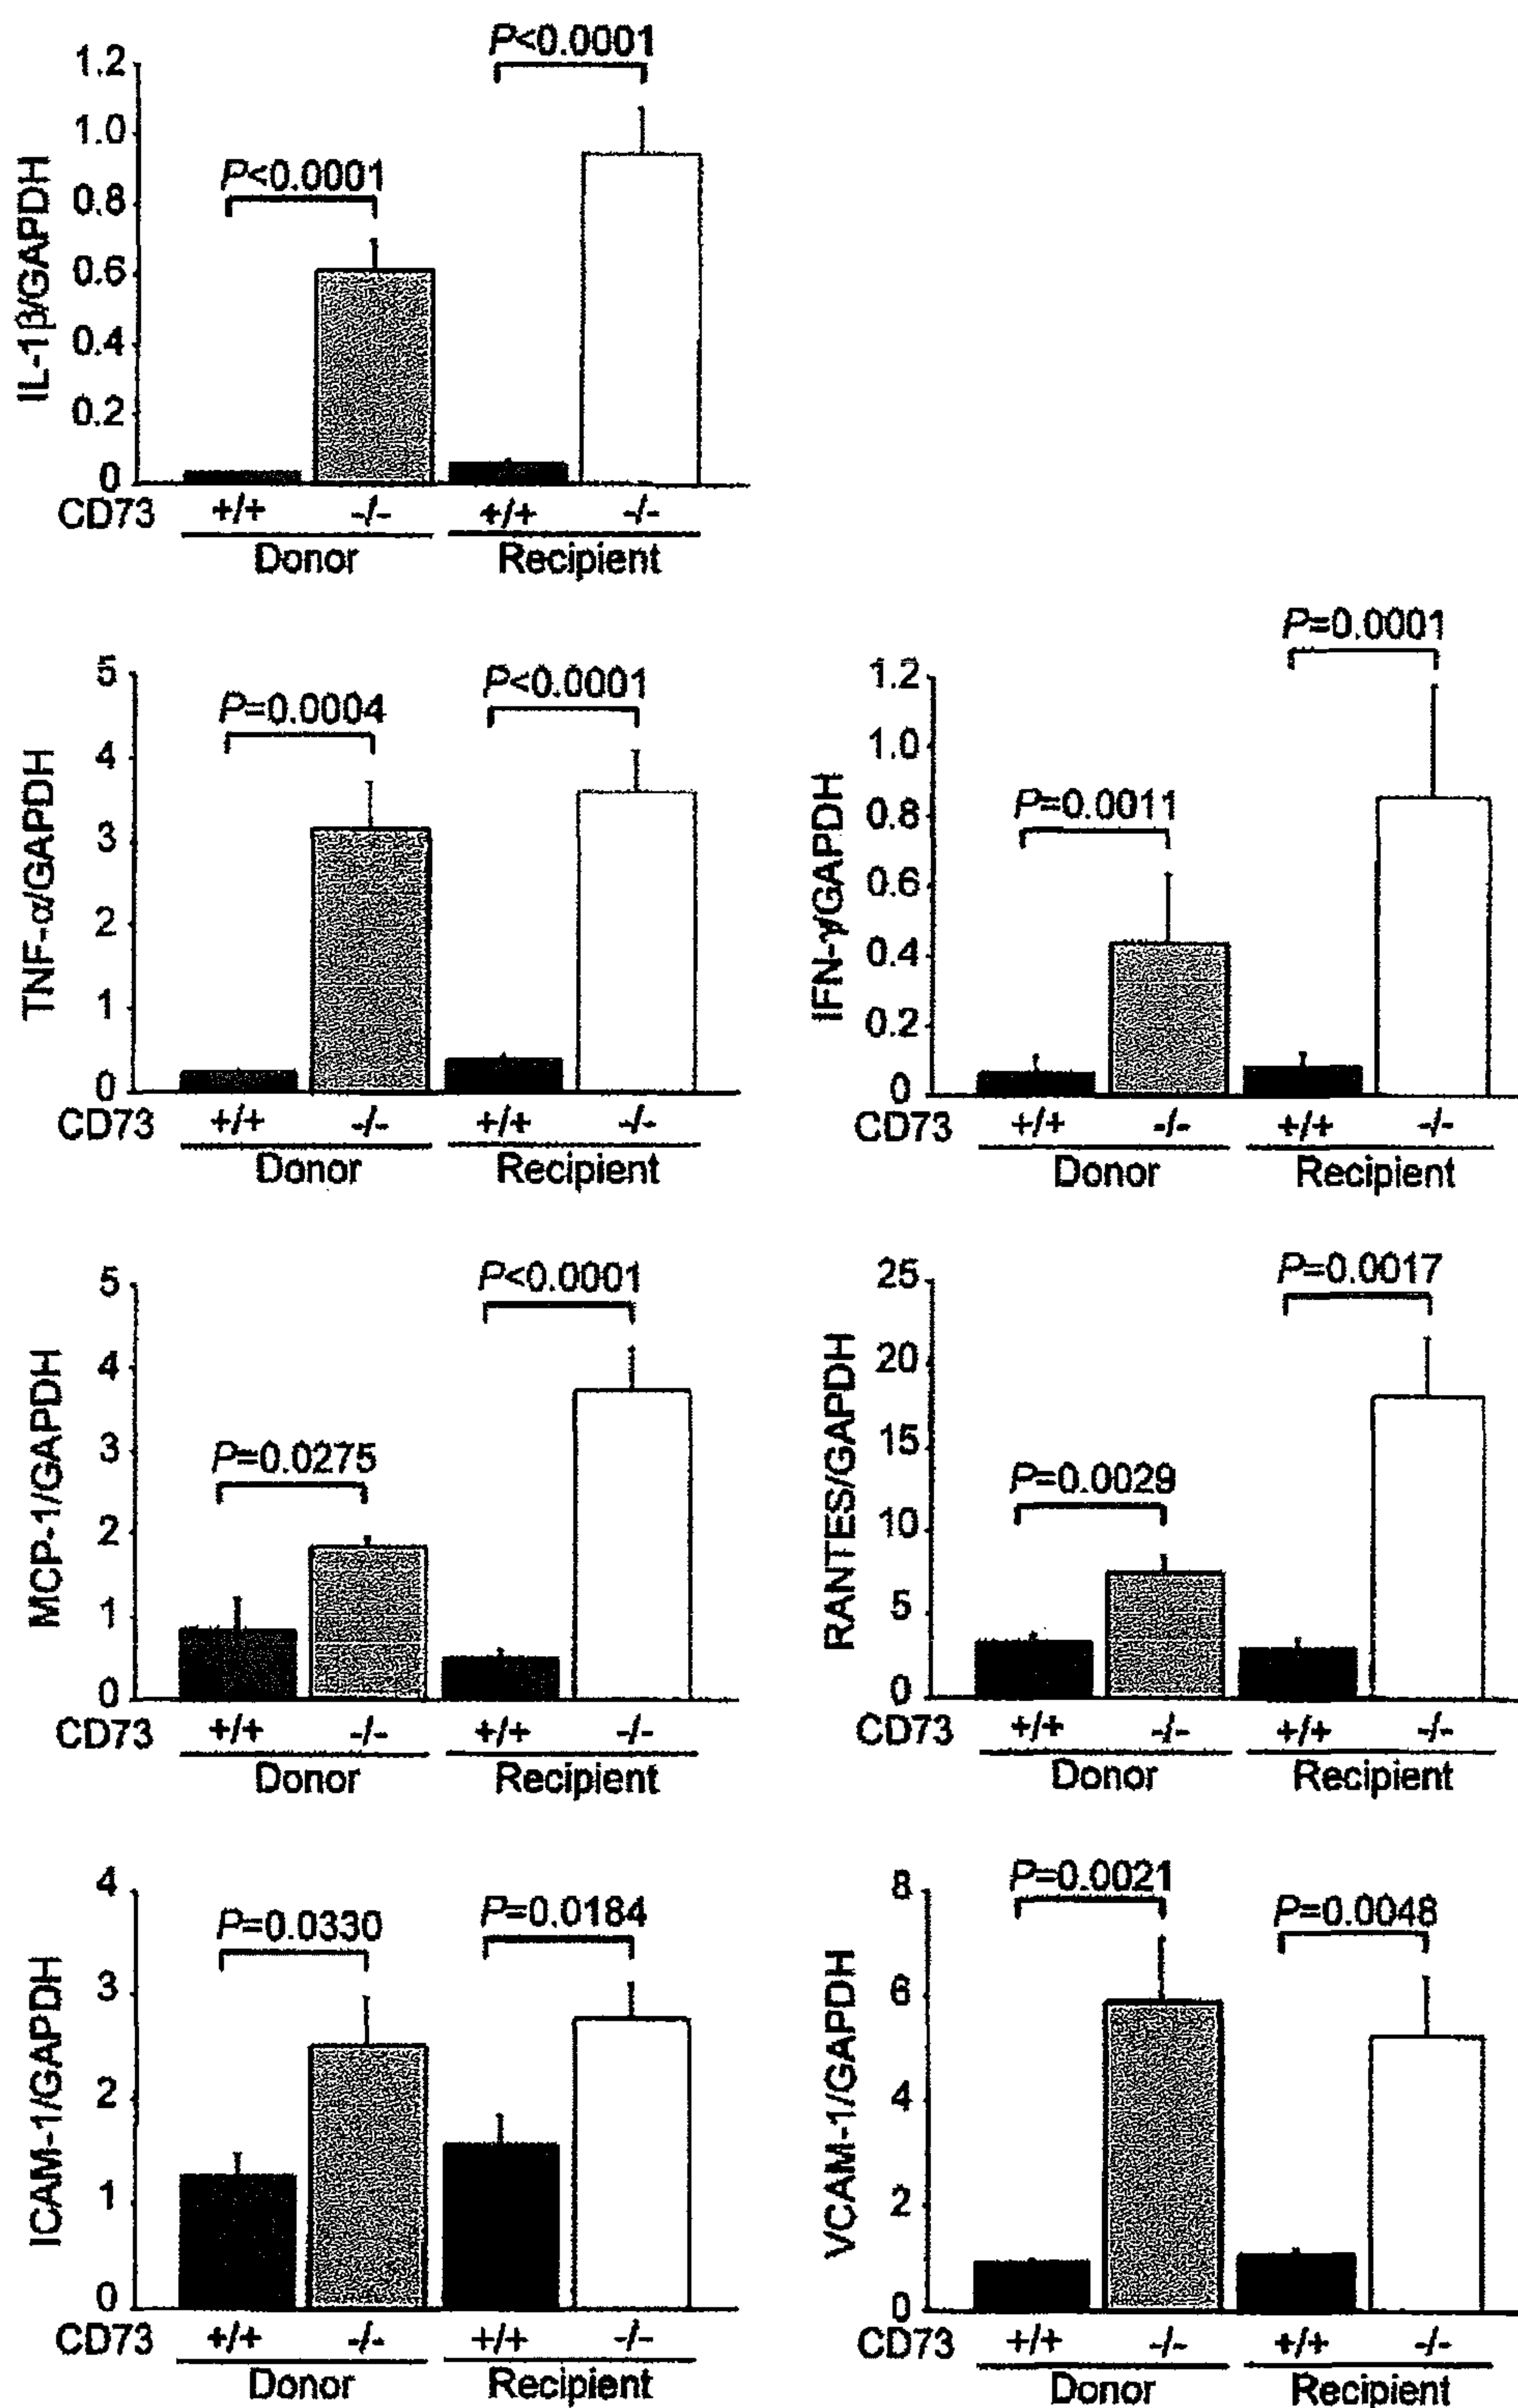 IL-1β/GAPDH
P<0.0001
P<0.0001
1.2
1.0
0.8
0.6
0.4
0.2
0
CD73 +/+ -/- +/+ -/-
Donor Recipient
TNF-α/GAPDH
P=0.0004
P<0.0001
5
4
3
2
1
0
CD73 +/+ -/- +/+ -/-
Donor Recipient
IFN-γ/GAPDH
P=0.0011
P=0.0001
1.2
1.0
0.8
0.6
0.4
0.2
0
CD73 +/+ -/- +/+ -/-
Donor Recipient
MCP-1/GAPDH
P=0.0275
P<0.0001
5
4
3
2
1
0
CD73 +/+ -/- +/+ -/-
Donor Recipient
RANTES/GAPDH
P=0.0029
P=0.0017
25
20
15
10
5
0
CD73 +/+ -/- +/+ -/-
Donor Recipient
ICAM-1/GAPDH
P=0.0330
P=0.0184
4
3
2
1
0
CD73 +/+ -/- +/+ -/-
Donor Recipient
VCAM-1/GAPDH
P=0.0021
P=0.0048
8
6
4
2
0
CD73 +/+ -/- +/+ -/-
Donor Recipient